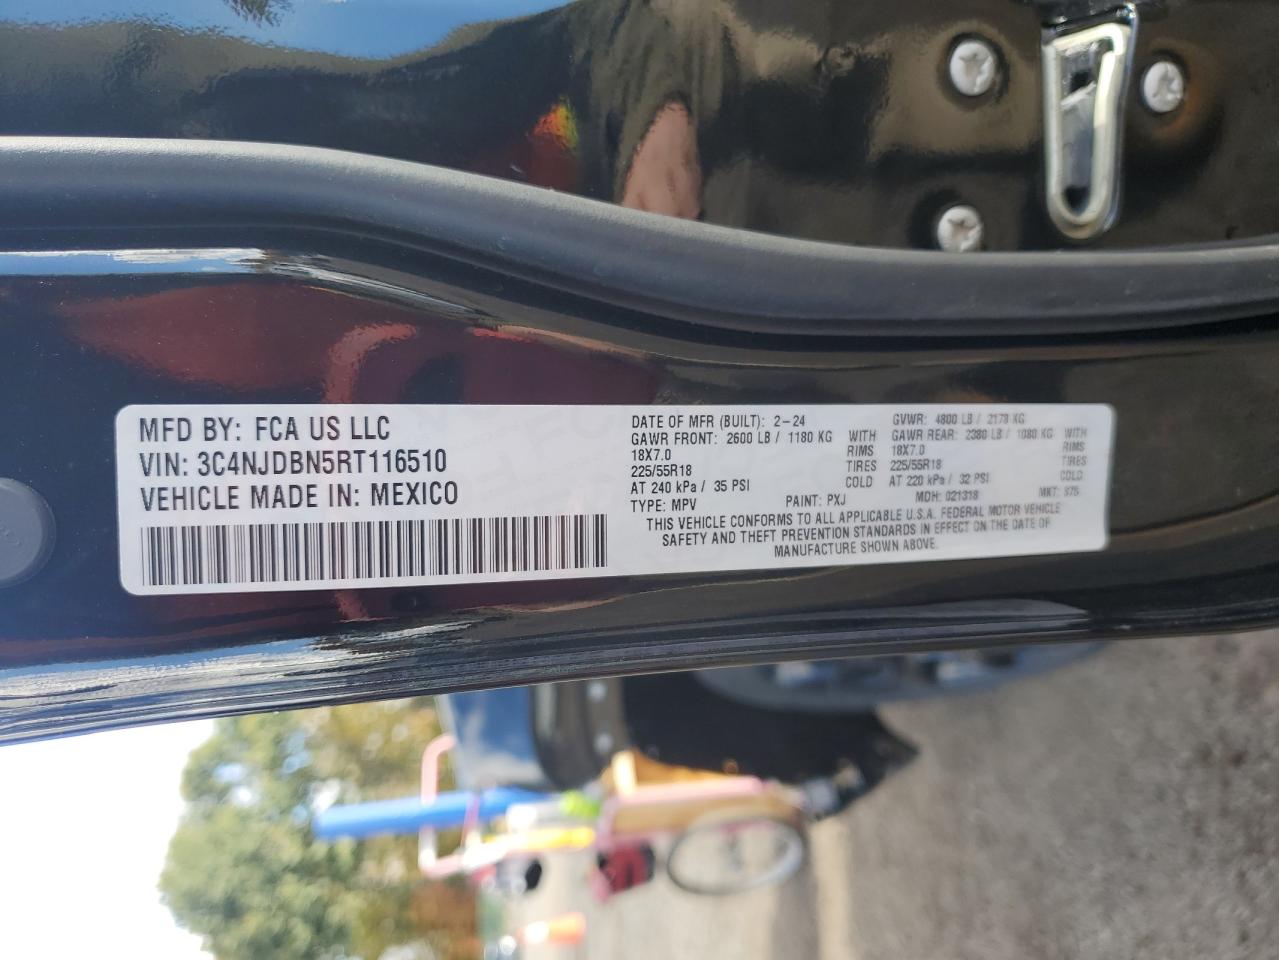 MFD BY: FCA US LLC
VIN: 3C4NJDBN5RT116510
VEHICLE MADE IN: MEXICO
DATE OF MFR (BUILT): 2-24 GVWR: 4800 LB / 2178 KG
GAWR FRONT: 2600 LB / 1180 KG WITH GAWR REAR: 2380 LB / 1080 KG WITH
18X7.0 RIMS 18X7.0 RIMS
225/55R18 TIRES 225/55R18 TIRES
AT 240 kPa / 35 PSI COLD AT 220 kPa / 32 PSI COLD
TYPE: MPV PAINT: PXJ MDH: 021318 MKT: 975
THIS VEHICLE CONFORMS TO ALL APPLICABLE U.S.A. FEDERAL MOTOR VEHICLE
SAFETY AND THEFT PREVENTION STANDARDS IN EFFECT ON THE DATE OF
MANUFACTURE SHOWN ABOVE.